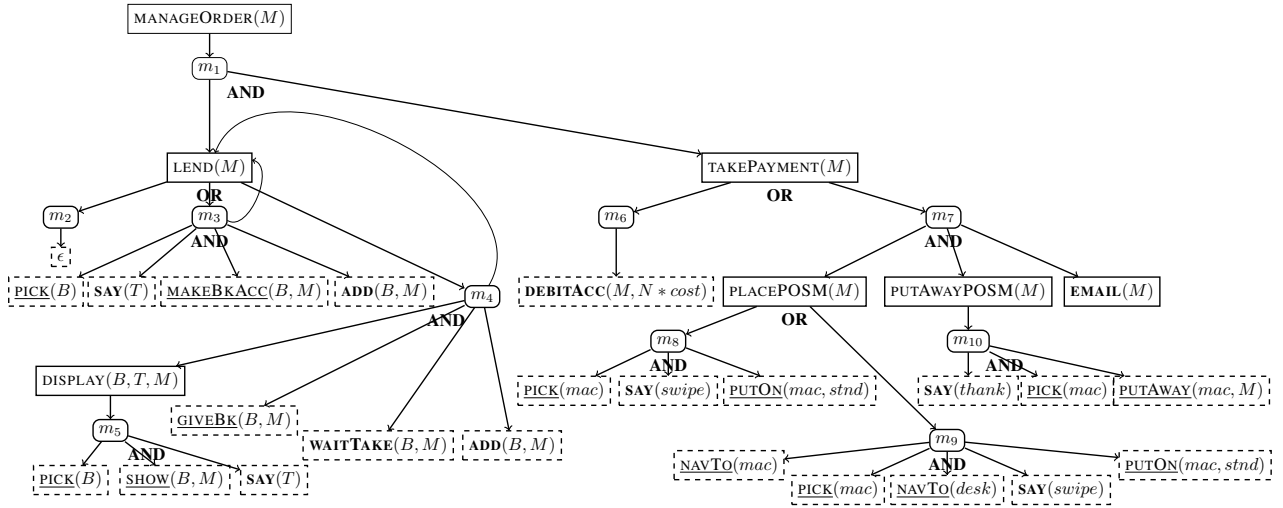 MANAGEORDER(M)
m1
AND
LEND(M)
TAKEPAYMENT(M)
OR
OR
m2
m3
m6
m7
AND
AND
ϵ
PICK(B)
SAY(T)
MAKEBKACC(B, M)
ADD(B, M)
m4
DEBITACC(M, N ∗ cost)
PLACEPOSM(M)
PUTAWAYPOSM(M)
EMAIL(M)
AND
OR
m8
m10
AND
AND
DISPLAY(B, T, M)
PICK(mac)
SAY(swipe)
PUTON(mac, stnd)
SAY(thank)
PICK(mac)
PUTAWAY(mac, M)
GIVEBK(B, M)
m5
WAITTAKE(B, M)
ADD(B, M)
m9
AND
AND
PICK(B)
SHOW(B, M)
SAY(T)
NAVTO(mac)
PUTON(mac, stnd)
PICK(mac)
NAVTO(desk)
SAY(swipe)